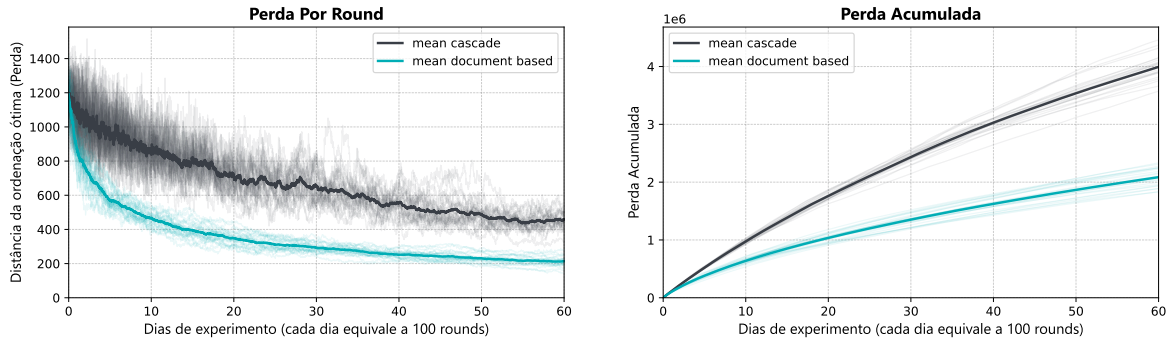 Perda Por Round
Distância da ordenação ótima (Perda)
1400
1200
1000
800
600
400
200
0
mean cascade
mean document based
0 10 20 30 40 50 60
Dias de experimento (cada dia equivale a 100 rounds)
Perda Acumulada
1e6
Perda Acumulada
4
3
2
1
0
mean cascade
mean document based
0 10 20 30 40 50 60
Dias de experimento (cada dia equivale a 100 rounds)